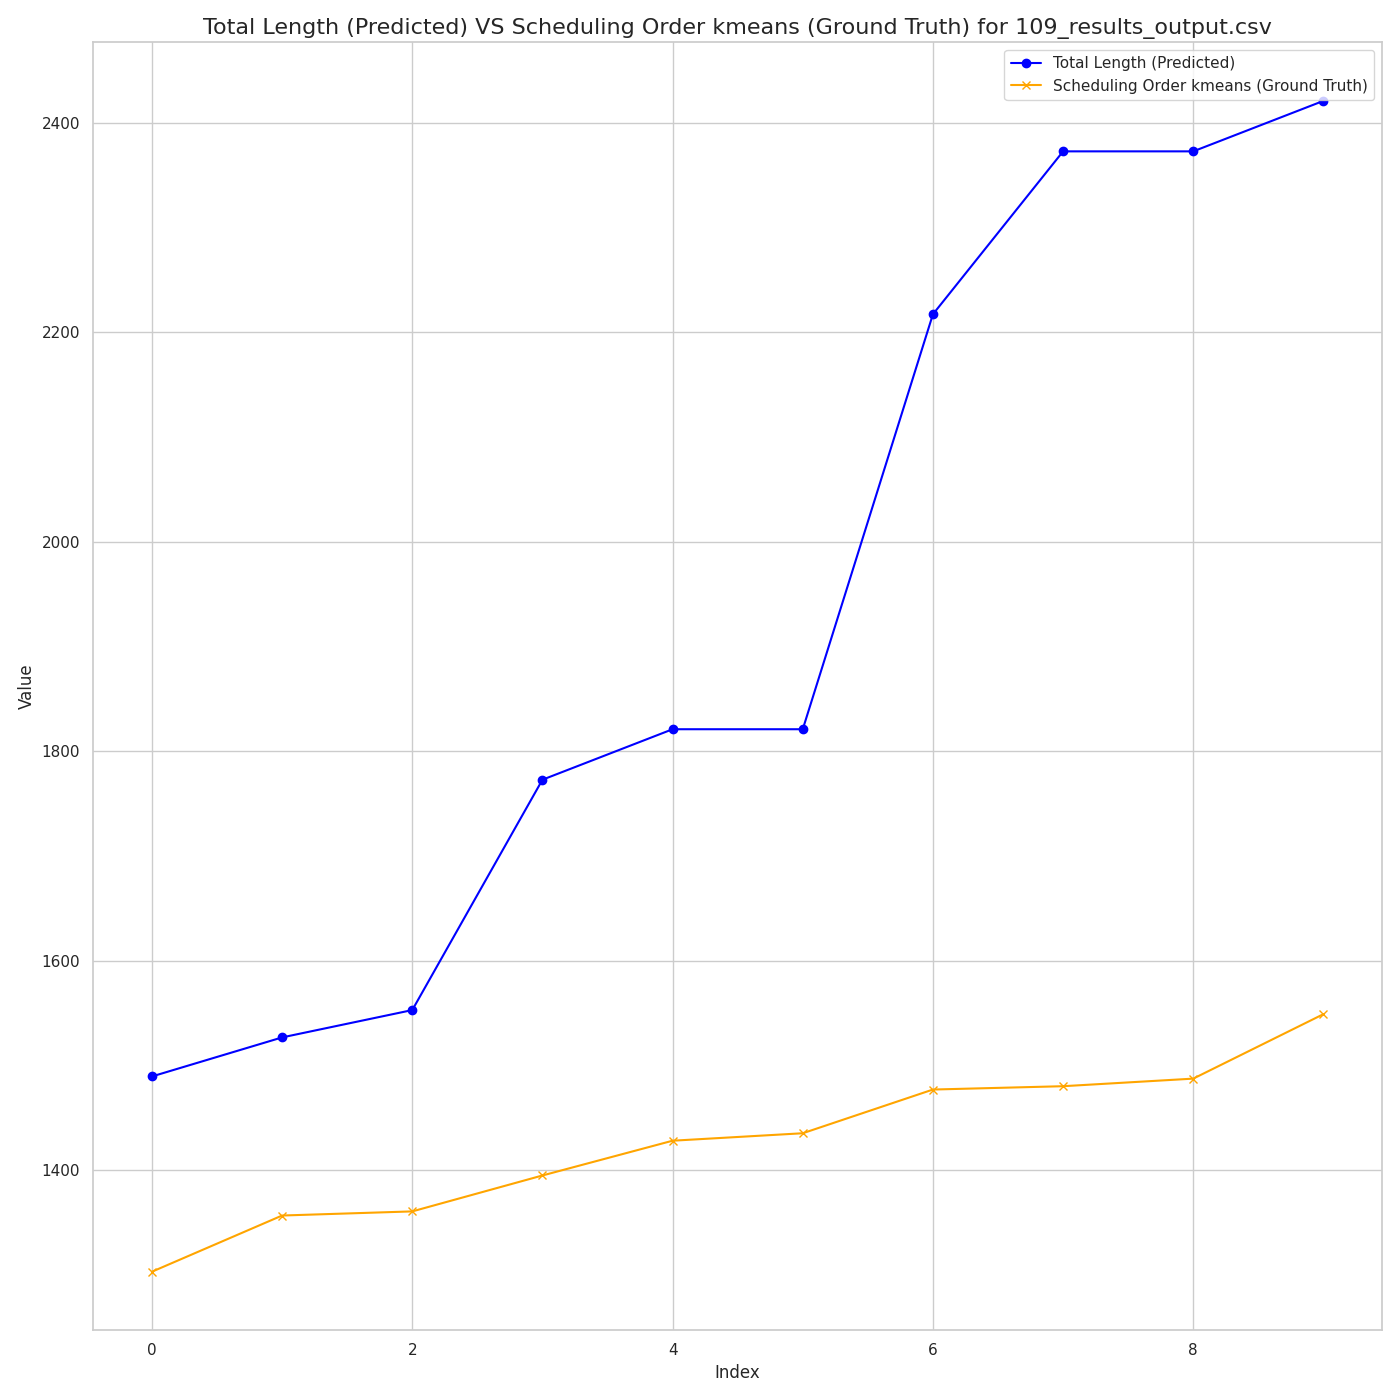 Total Length (Predicted) VS Scheduling Order kmeans (Ground Truth) for 109_results_output.csv
Total Length (Predicted)
Scheduling Order kmeans (Ground Truth)
2400
2200
2000
1800
1600
1400
Value
0 2 4 6 8
Index